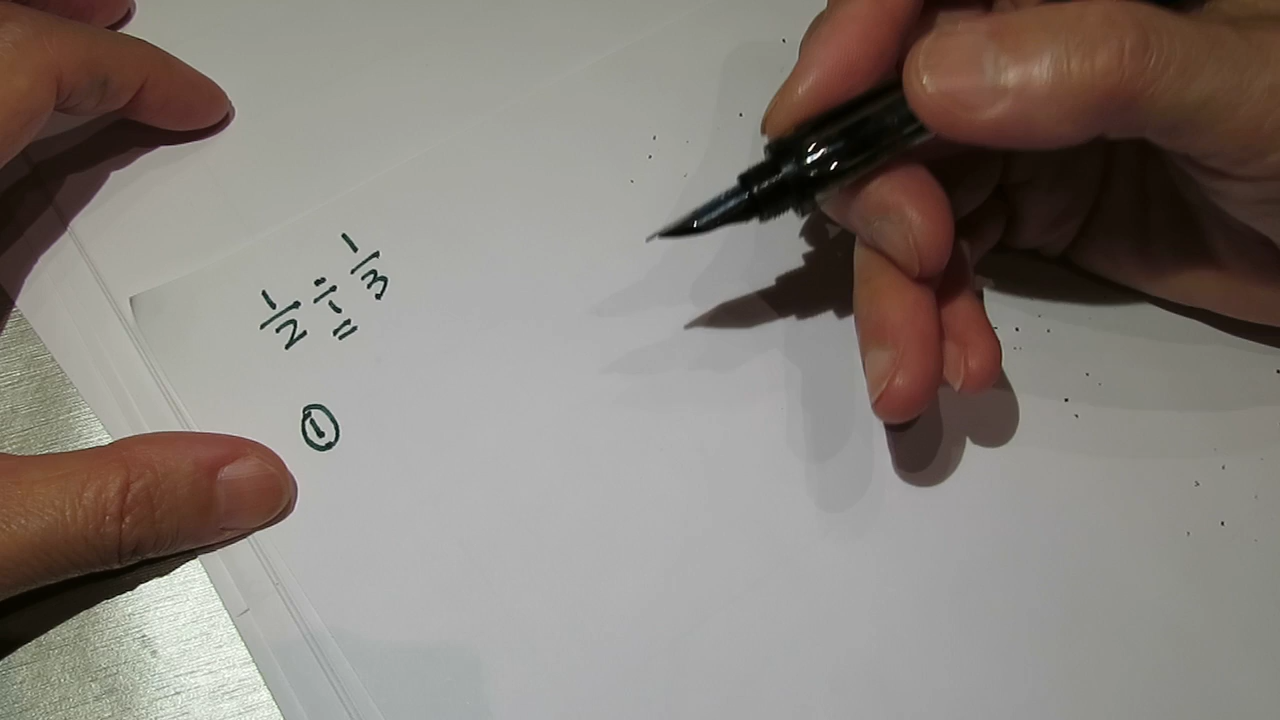 1/2 ÷ 1/3
=
①